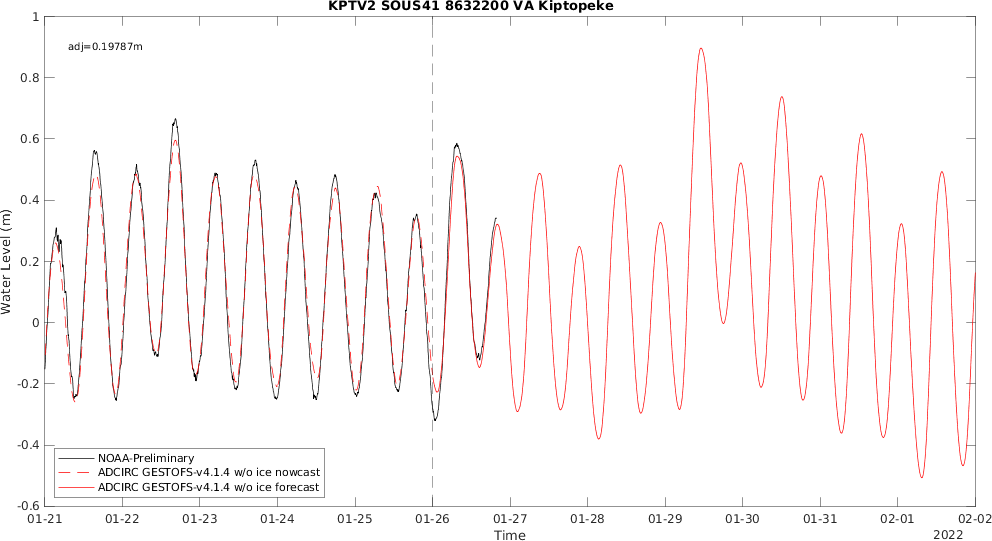 KPTV2 SOUS41 8632200 VA Kiptopeke
adj=0.19787m
1
0.8
0.6
0.4
0.2
0
-0.2
-0.4
-0.6
Water Level (m)
NOAA-Preliminary
ADCIRC GESTOFS-v4.1.4 w/o ice nowcast
ADCIRC GESTOFS-v4.1.4 w/o ice forecast
01-21 01-22 01-23 01-24 01-25 01-26 01-27 01-28 01-29 01-30 01-31 02-01 02-02
Time
2022